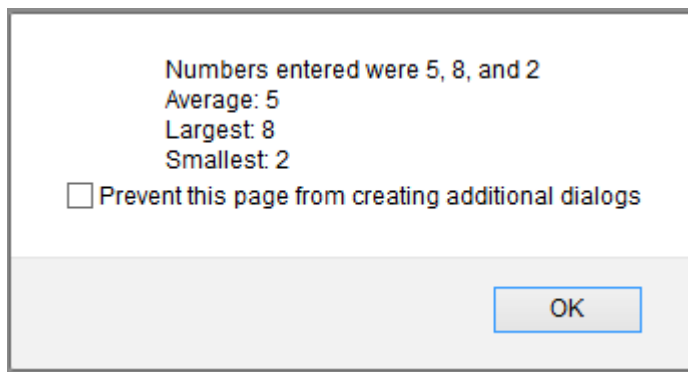 Numbers entered were 5, 8, and 2
Average: 5
Largest: 8
Smallest: 2
Prevent this page from creating additional dialogs
OK